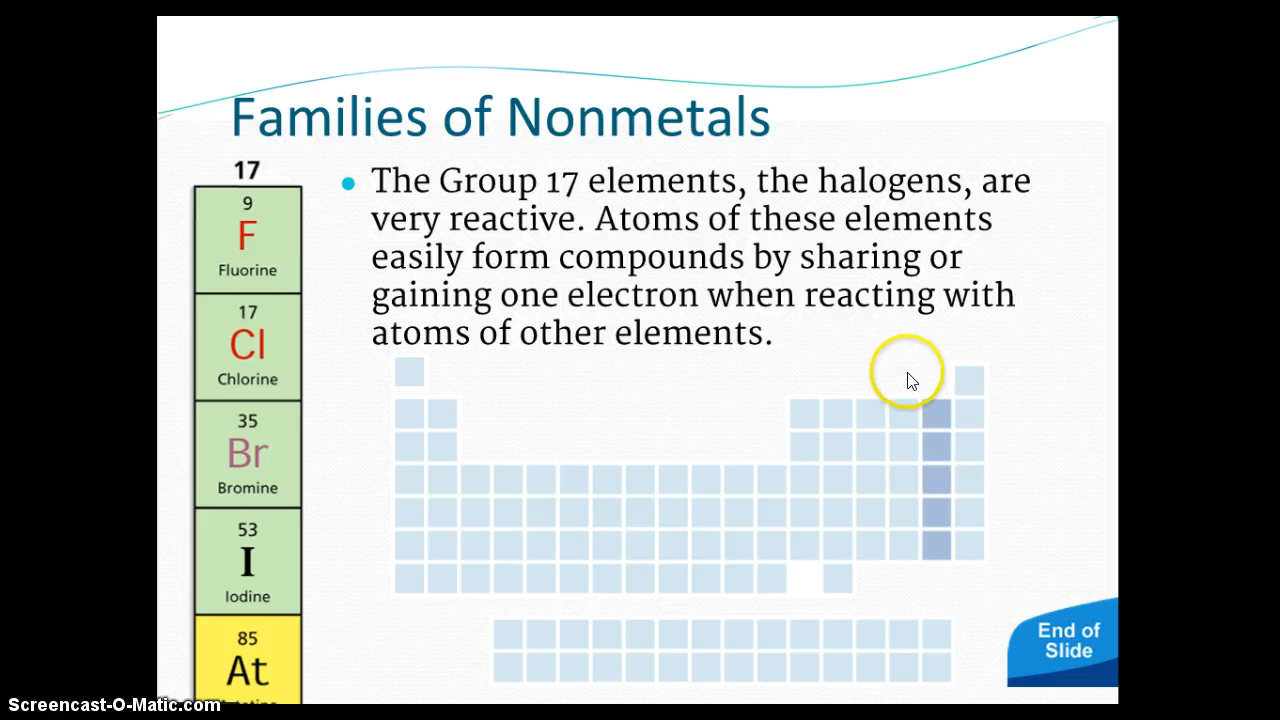 Families of Nonmetals
17
9
F
Fluorine
17
Cl
Chlorine
35
Br
Bromine
53
I
Iodine
85
At
The Group 17 elements, the halogens, are
very reactive. Atoms of these elements
easily form compounds by sharing or
gaining one electron when reacting with
atoms of other elements.
End of
Slide
Screencast-O-Matic.com